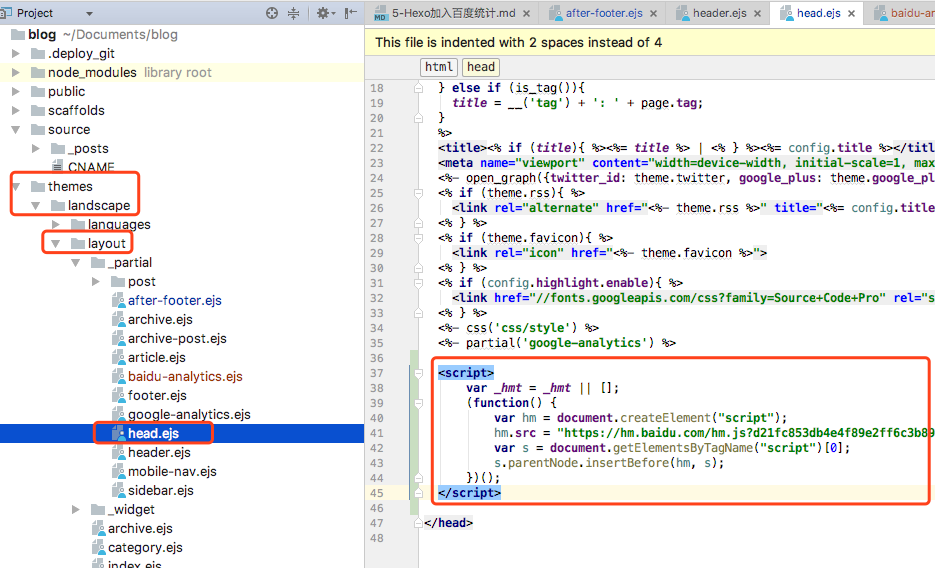 Project
5-Hexo加入百度统计.md
after-footer.ejs
header.ejs
head.ejs
baidu-an
This file is indented with 2 spaces instead of 4
html
head
blog ~/Documents/blog
.deploy_git
node_modules library root
public
scaffolds
source
_posts
CNAME
themes
landscape
languages
layout
_partial
post
after-footer.ejs
archive.ejs
archive-post.ejs
article.ejs
baidu-analytics.ejs
footer.ejs
google-analytics.ejs
head.ejs
header.ejs
mobile-nav.ejs
sidebar.ejs
_widget
archive.ejs
category.ejs
index.ejs
18 } else if (is_tag()){
19 title = __('tag') + ': ' + page.tag;
20 }
21 %>
22 <title><% if (title){ %><%= title %> | <% } %><%= config.title %></titl
23 <meta name="viewport" content="width=device-width, initial-scale=1, max
24 <%- open_graph({twitter_id: theme.twitter, google_plus: theme.google_pl
25 <% if (theme.rss){ %>
26 <link rel="alternate" href="<%- theme.rss %>" title="<%= config.title
27 <% } %>
28 <% if (theme.favicon){ %>
29 <link rel="icon" href="<%- theme.favicon %>">
30 <% } %>
31 <% if (config.highlight.enable){ %>
32 <link href="//fonts.googleapis.com/css?family=Source+Code+Pro" rel="s
33 <% } %>
34 <%- css('css/style') %>
35 <%- partial('google-analytics') %>
36
37 <script>
38 var _hmt = _hmt || [];
39 (function() {
40 var hm = document.createElement("script");
41 hm.src = "https://hm.baidu.com/hm.js?d21fc853db4e4f89e2ff6c3b89
42 var s = document.getElementsByTagName("script")[0];
43 s.parentNode.insertBefore(hm, s);
44 })();
45 </script>
46
47 </head>
48